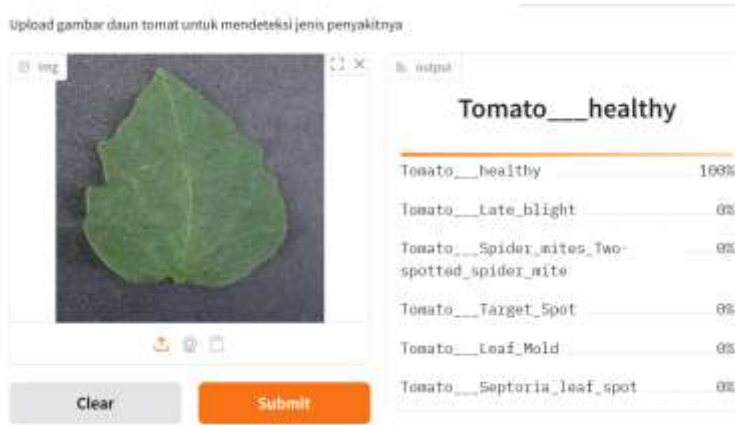 Upload gambar daun tomat untuk mendeteksi jenis penyakitnya
img
output
Tomato___healthy
Tomato___healthy 100%
Tomato___Late_blight 0%
Tomato___Spider_mites_Two-
spotted_spider_mite 0%
Tomato___Target_Spot 0%
Tomato___Leaf_Mold 0%
Tomato___Septoria_leaf_spot 0%
Clear
Submit